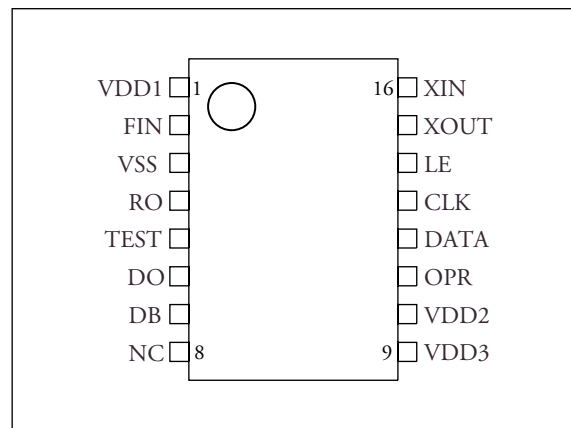 VDD1 1 16 XIN
FIN XOUT
VSS LE
RO CLK
TEST DATA
DO OPR
DB VDD2
NC 8 9 VDD3